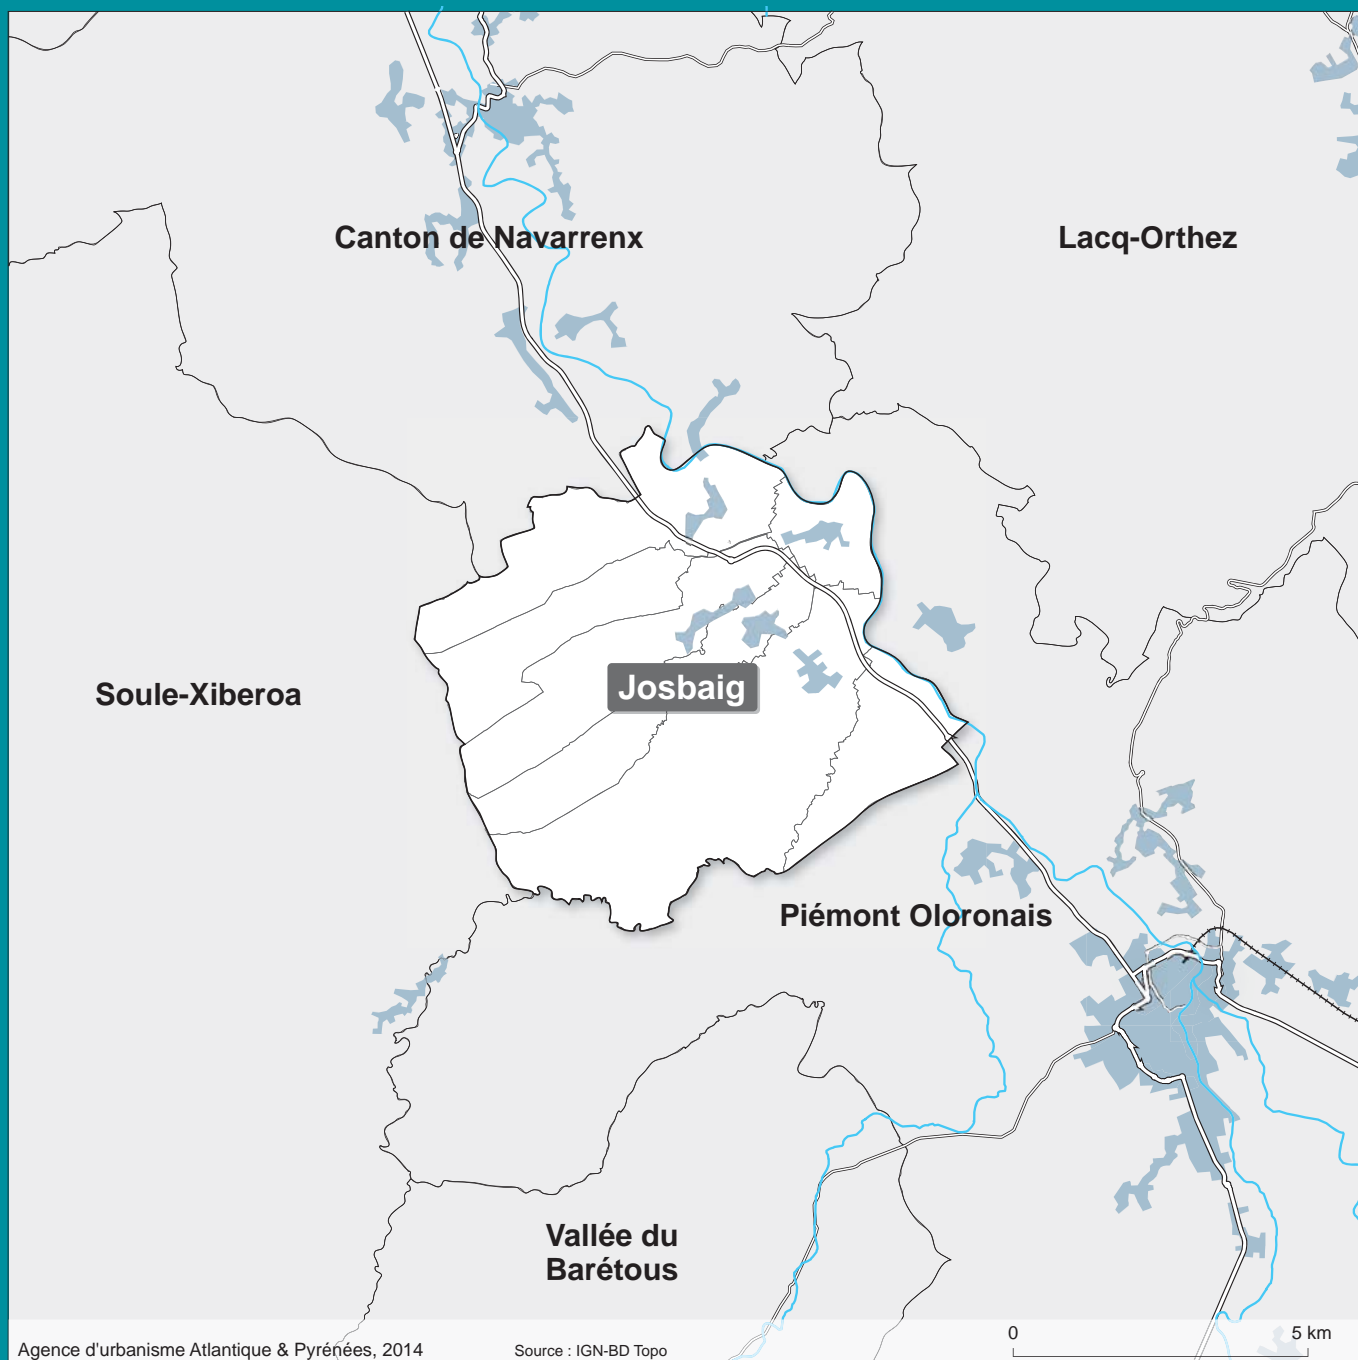 Canton de Navarrenx
Lacq-Orthez
Josbaig
Soule-Xiberoa
Piémont Oloronais
Vallée du
Barétous
0
5 km
Agence d'urbanisme Atlantique & Pyrénées, 2014
Source : IGN-BD Topo